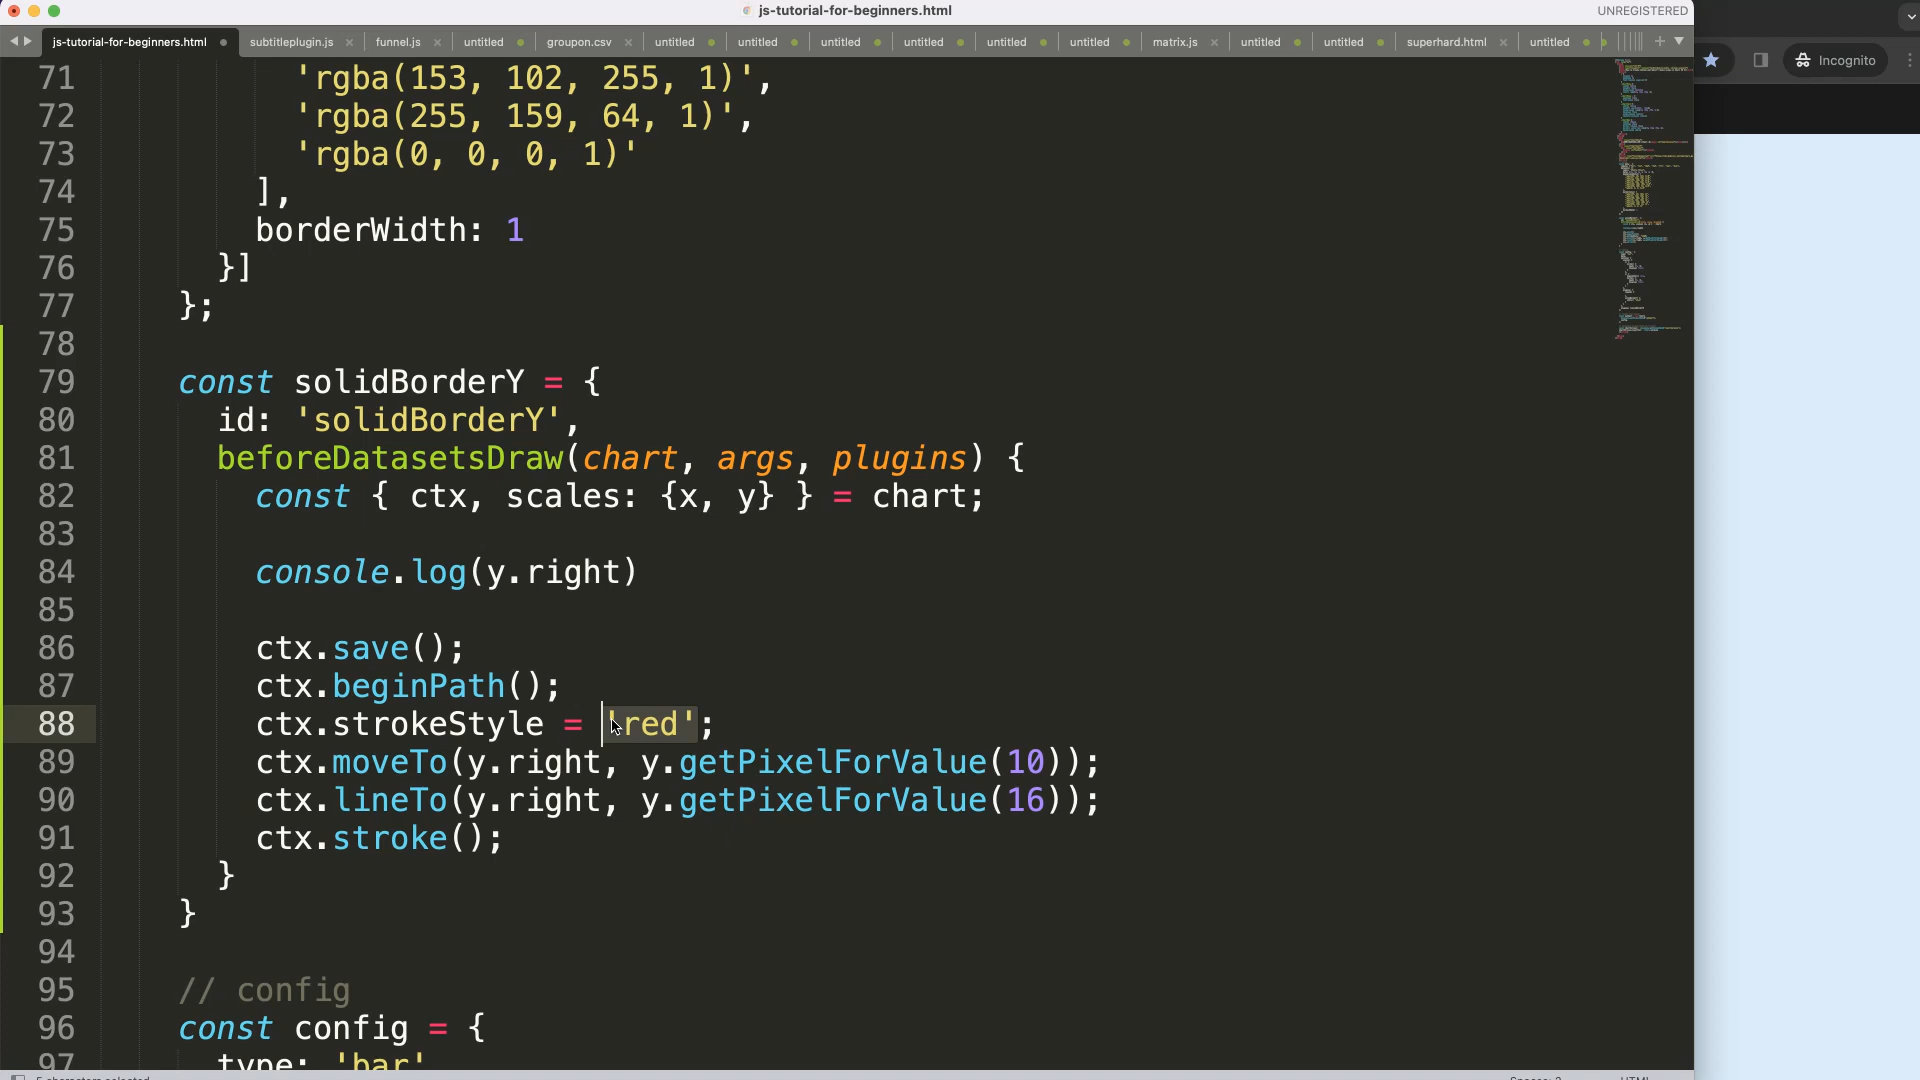 js-tutorial-for-beginners.html
UNREGISTERED
js-tutorial-for-beginners.html subtitleplugin.js funnel.js untitled groupon.csv untitled untitled untitled untitled untitled untitled matrix.js untitled untitled superhard.html untitled
Incognito
71 'rgba(153, 102, 255, 1)',
72 'rgba(255, 159, 64, 1)',
73 'rgba(0, 0, 0, 1)'
74 ],
75 borderWidth: 1
76 }]
77 };
78
79 const solidBorderY = {
80 id: 'solidBorderY',
81 beforeDatasetsDraw(chart, args, plugins) {
82 const { ctx, scales: {x, y} } = chart;
83
84 console.log(y.right)
85
86 ctx.save();
87 ctx.beginPath();
88 ctx.strokeStyle = 'red';
89 ctx.moveTo(y.right, y.getPixelForValue(10));
90 ctx.lineTo(y.right, y.getPixelForValue(16));
91 ctx.stroke();
92 }
93 }
94
95 // config
96 const config = {
97 type: 'bar'